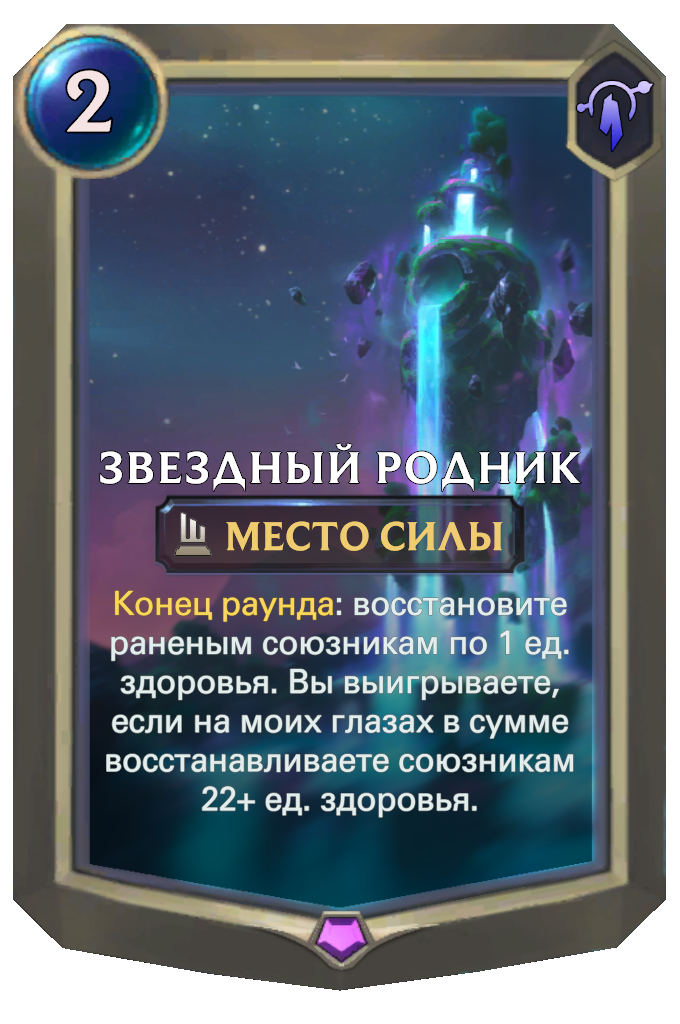 2
ЗВЕЗДНЫЙ РОДНИК
МЕСТО СИЛЫ
Конец раунда: восстановите
раненым союзникам по 1 ед.
здоровья. Вы выигрываете,
если на моих глазах в сумме
восстанавливаете союзникам
22+ ед. здоровья.